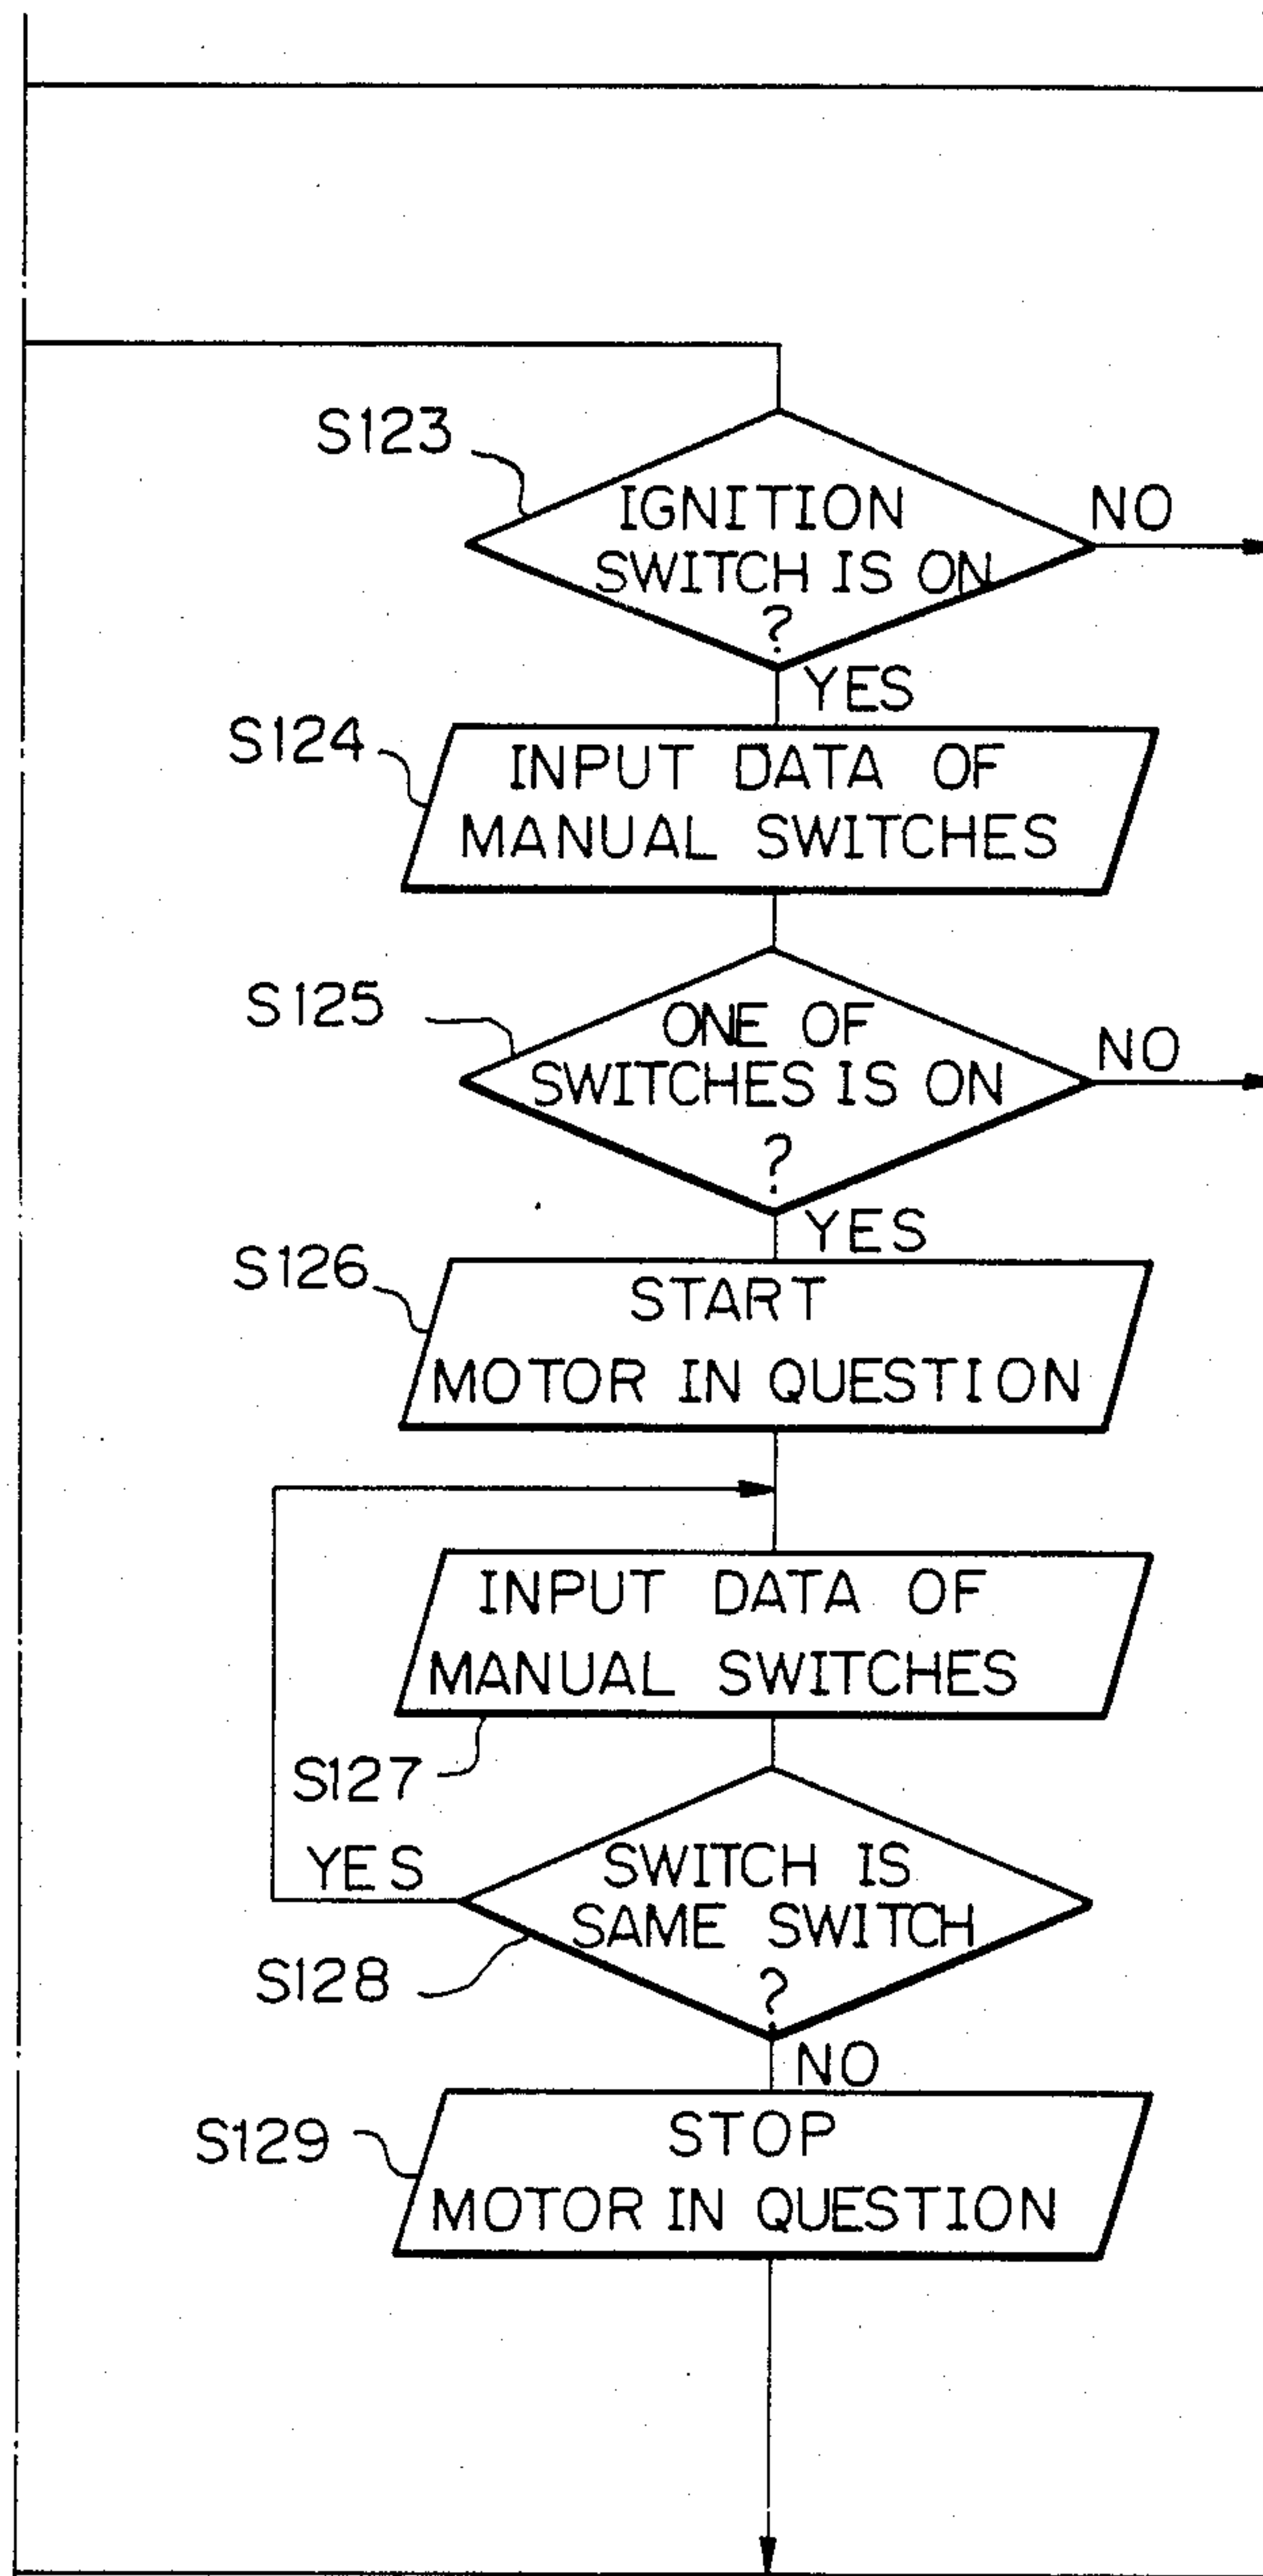 S123
IGNITION
SWITCH IS ON
?
NO
YES
S124
INPUT DATA OF
MANUAL SWITCHES
S125
ONE OF
SWITCHES IS ON
?
NO
YES
S126
START
MOTOR IN QUESTION
INPUT DATA OF
MANUAL SWITCHES
S127
YES
SWITCH IS
SAME SWITCH
?
S128
NO
S129
STOP
MOTOR IN QUESTION